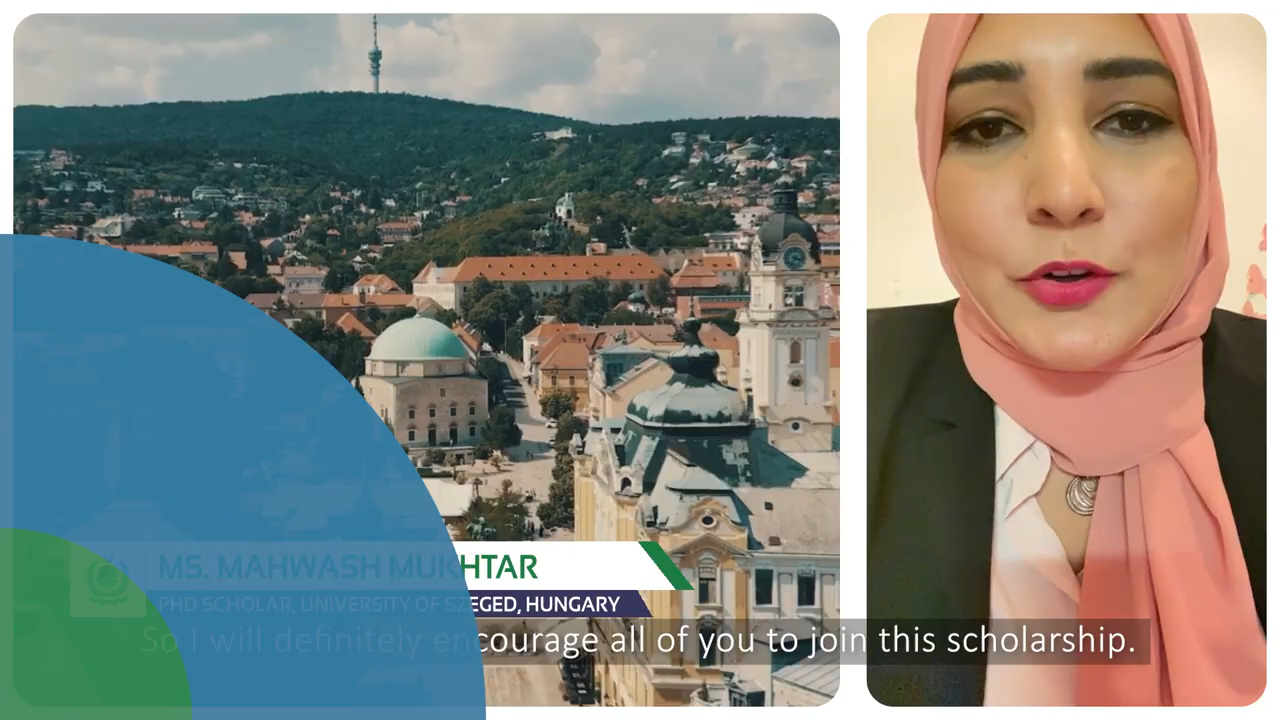 MS. MAHWASH MUKHTAR
PHD SCHOLAR, UNIVERSITY OF SZEGED, HUNGARY
So I will definitely encourage all of you to join this scholarship.